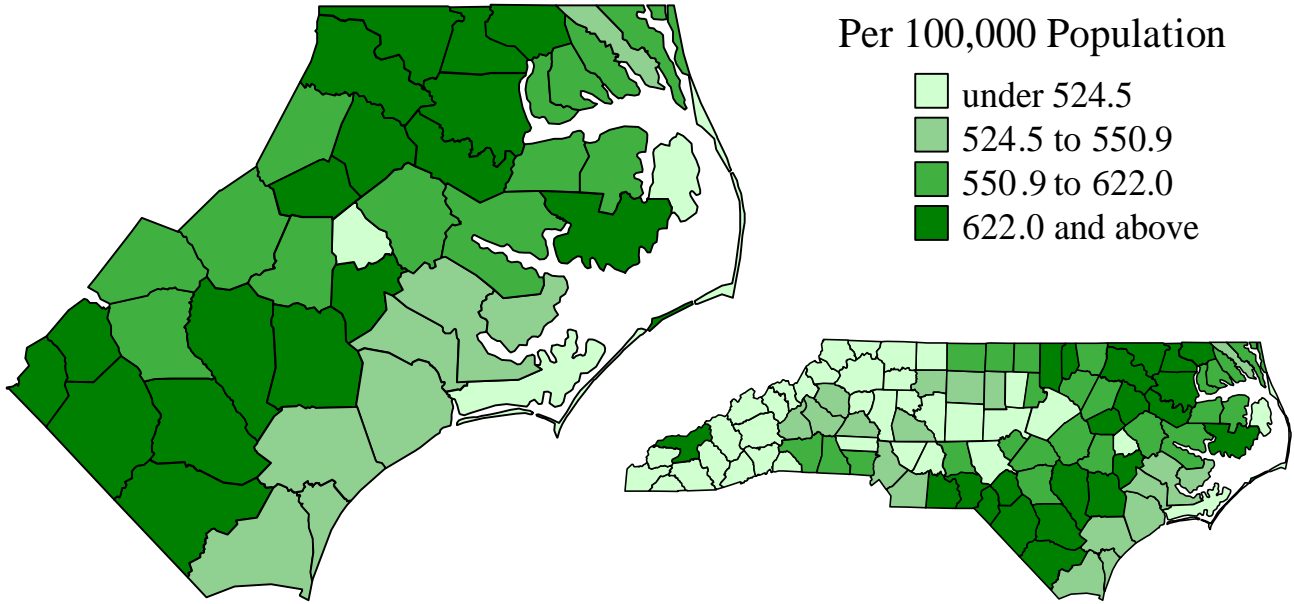 Per 100,000 Population
under 524.5
524.5 to 550.9
550.9 to 622.0
622.0 and above